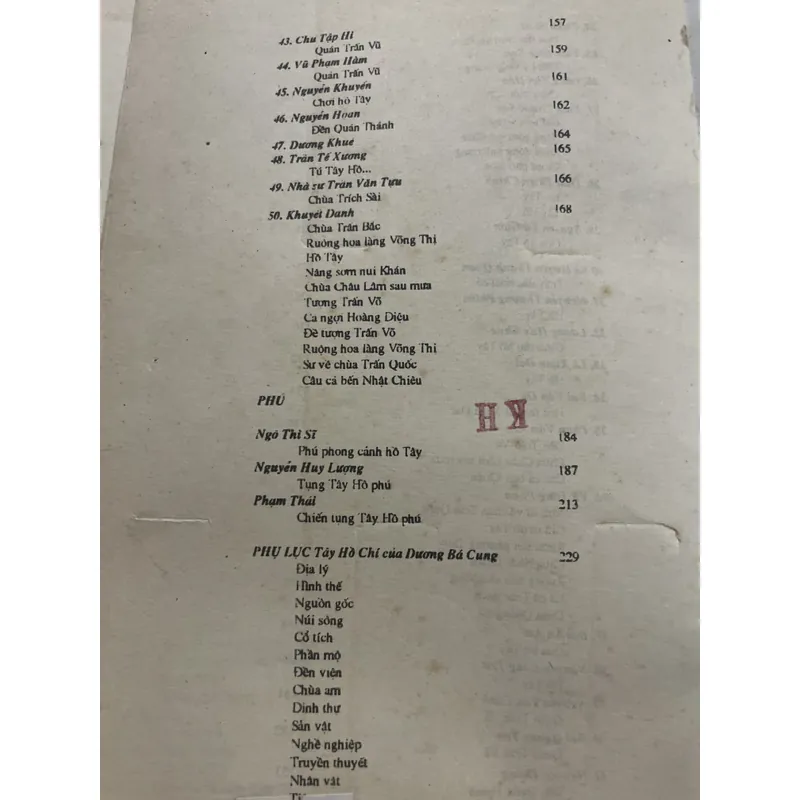 157
43. Chu Tập Hi
Quán Trấn Vũ 159
44. Vũ Phạm Hàm
Quán Trấn Vũ 161
45. Nguyễn Khuyến
Chơi hồ Tây 162
46. Nguyễn Hoan
Đền Quán Thánh 164
47. Dương Khuê 165
48. Trần Tế Xương
Tú Tây Hồ... 166
49. Nhà sư Trần Văn Tựu
Chùa Trích Sài 168
50. Khuyết Danh
Chùa Trấn Bắc
Ruộng hoa làng Võng Thị
Hồ Tây
Nắng sớm núi Khán
Chùa Châu Lâm sau mưa
Tượng Trấn Võ
Ca ngợi Hoàng Diệu
Đề tượng Trấn Võ
Ruộng hoa làng Võng Thị
Sư về chùa Trấn Quốc
Câu cá bến Nhật Chiêu
PHÚ
KH
Ngô Thì Sĩ 184
Phú phong cảnh hồ Tây
Nguyễn Huy Lượng 187
Tụng Tây Hồ phú
Phạm Thái 213
Chiến tụng Tây Hồ phú
PHỤ LỤC Tây Hồ Chí của Dương Bá Cung 229
Địa lý
Hình thế
Nguồn gốc
Núi sông
Cổ tích
Phần mộ
Đền viện
Chùa am
Dinh thự
Sản vật
Nghề nghiệp
Truyền thuyết
Nhân vật